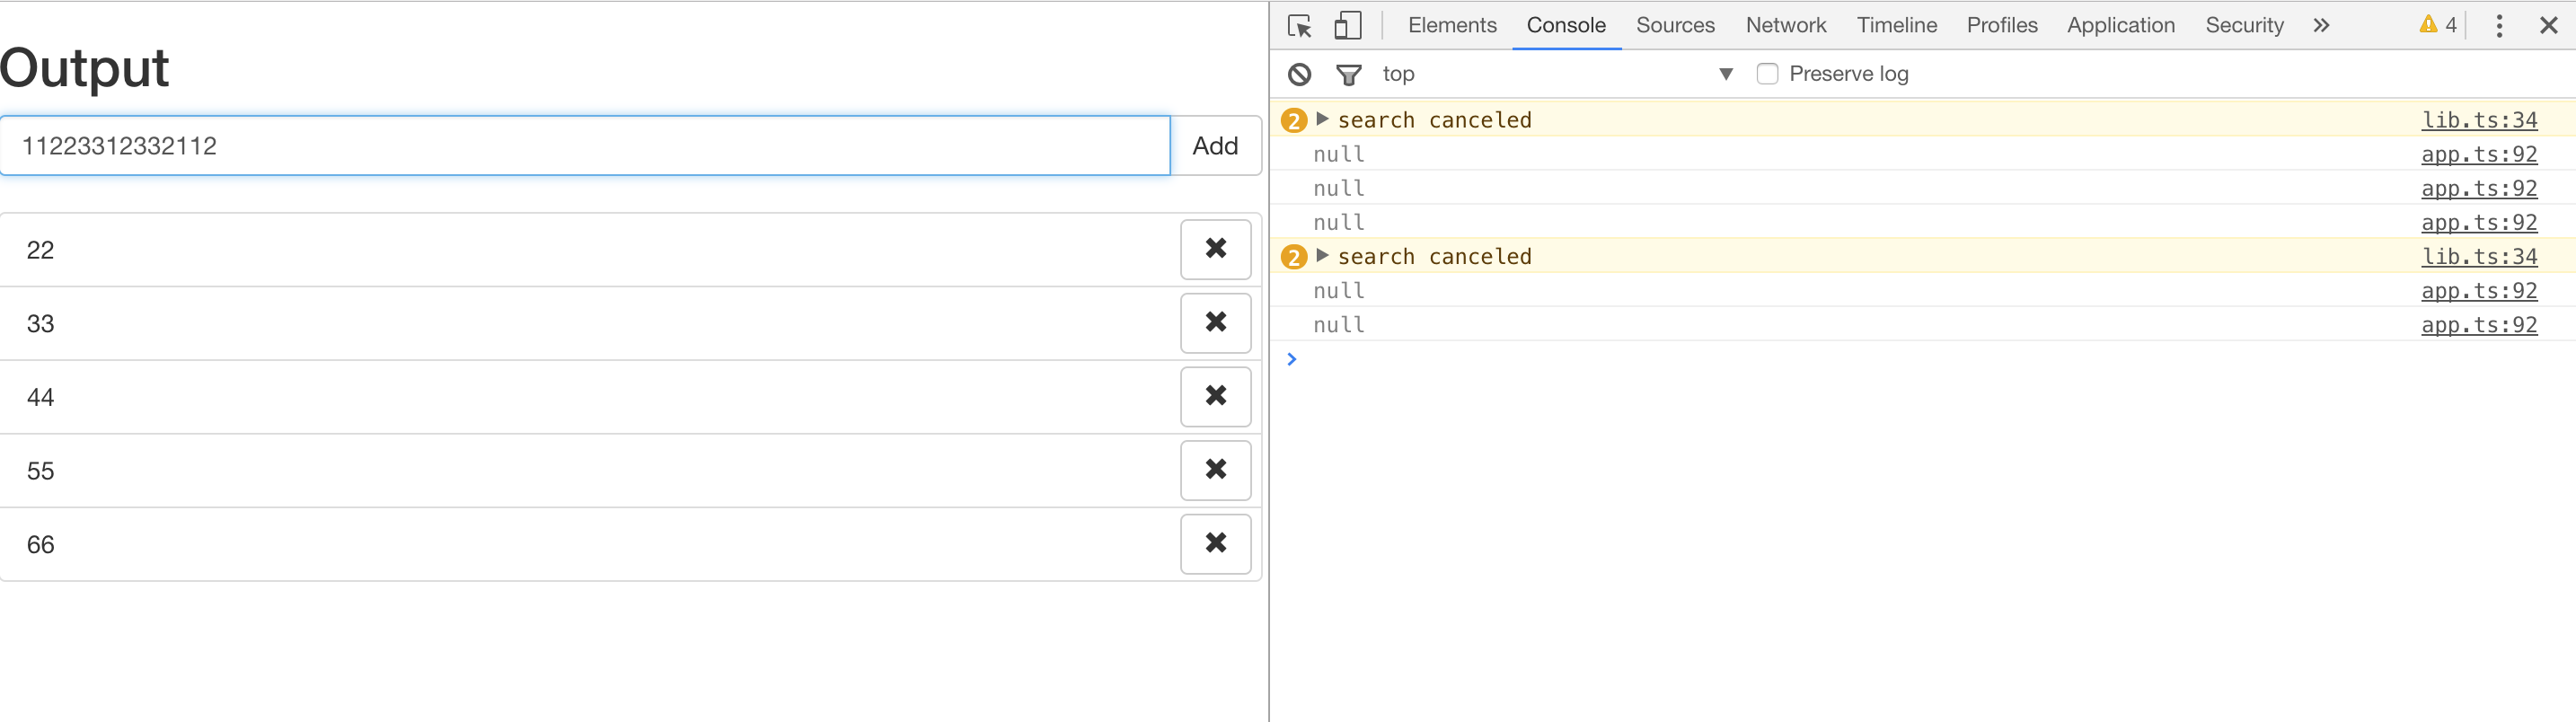 Output
11223312332112 Add
22
33
44
55
66
Elements Console Sources Network Timeline Profiles Application Security » 4
top Preserve log
2 search canceled lib.ts:34
null app.ts:92
null app.ts:92
null app.ts:92
2 search canceled lib.ts:34
null app.ts:92
null app.ts:92